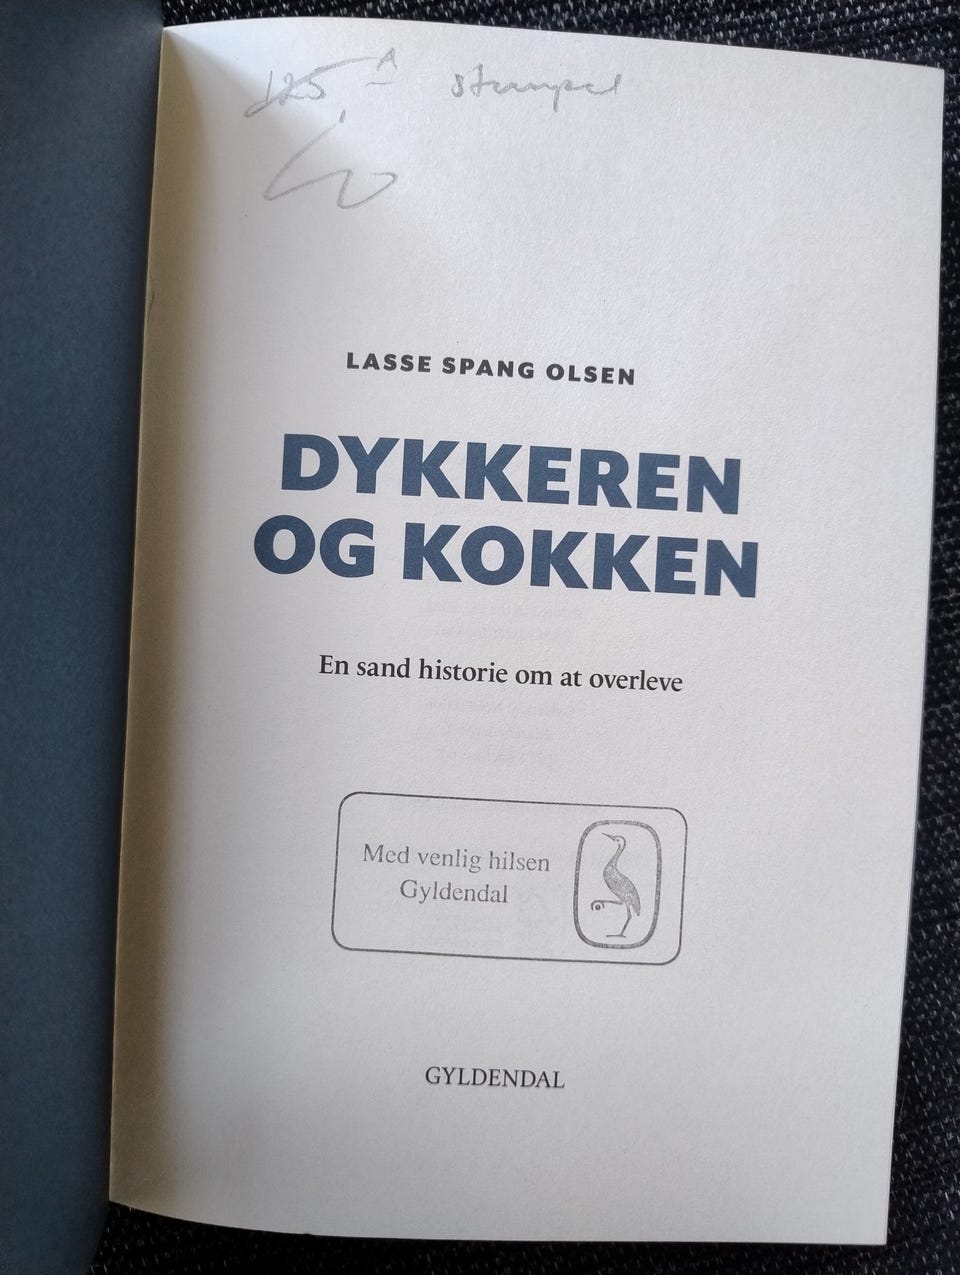 125 A stempel
LASSE SPANG OLSEN
DYKKEREN
OG KOKKEN
En sand historie om at overleve
Med venlig hilsen
Gyldendal
GYLDENDAL